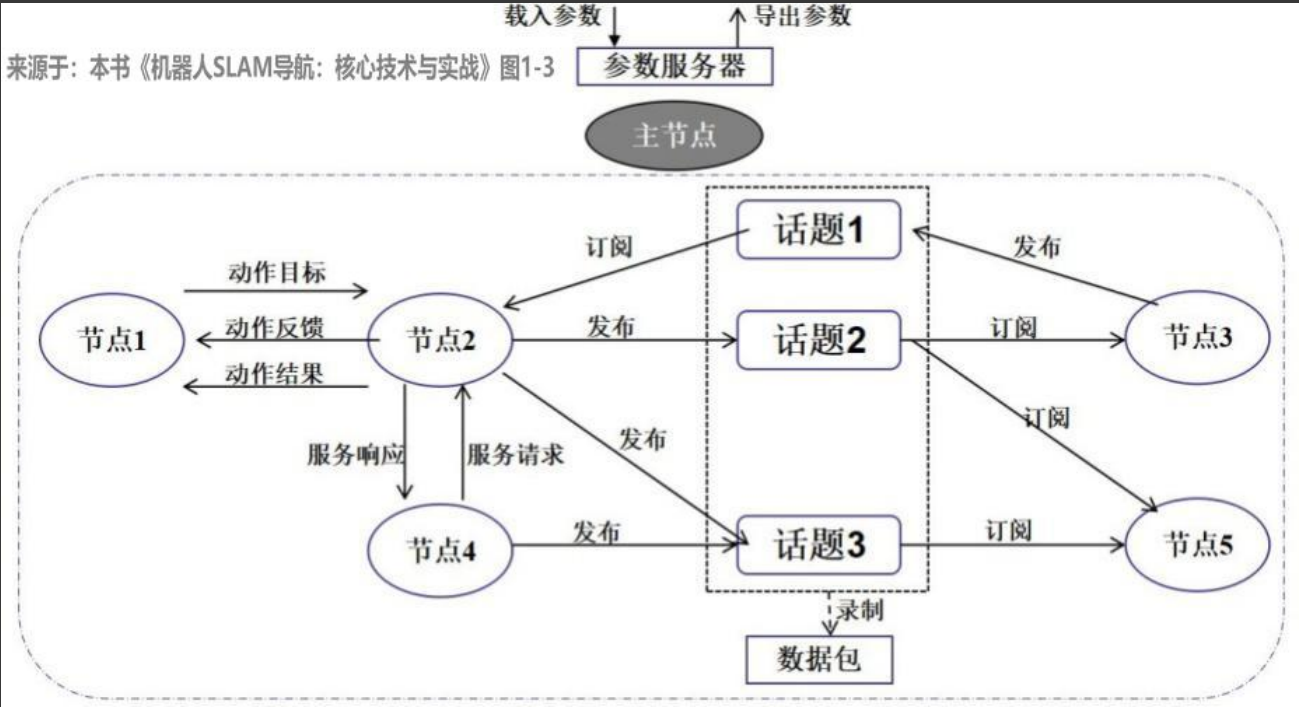 载入参数
导出参数
来源于：本书《机器人SLAM导航：核心技术与实战》图1-3
参数服务器
主节点
话题1
订阅
发布
动作目标
节点1
动作反馈
节点2
发布
话题2
订阅
节点3
动作结果
订阅
发布
服务响应
服务请求
节点4
发布
话题3
订阅
节点5
录制
数据包